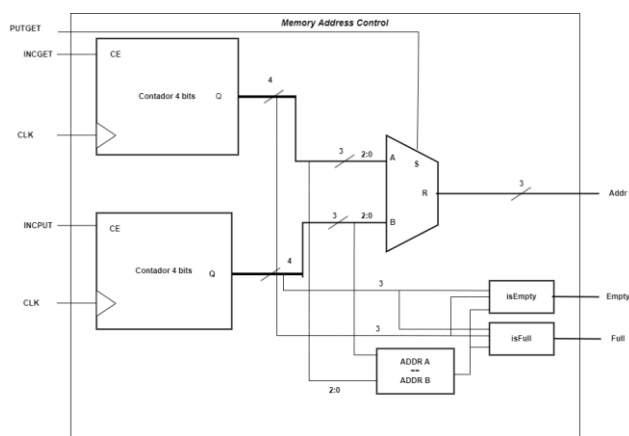 Memory Address Control
PUTGET
INCGET
CE
Contador 4 bits
Q
CLK
4
3
2:0
A
S
R
3
Addr
INCPUT
CE
Contador 4 bits
Q
CLK
4
3
2:0
B
3
isEmpty
Empty
3
isFull
Full
ADDR A
==
ADDR B
2:0